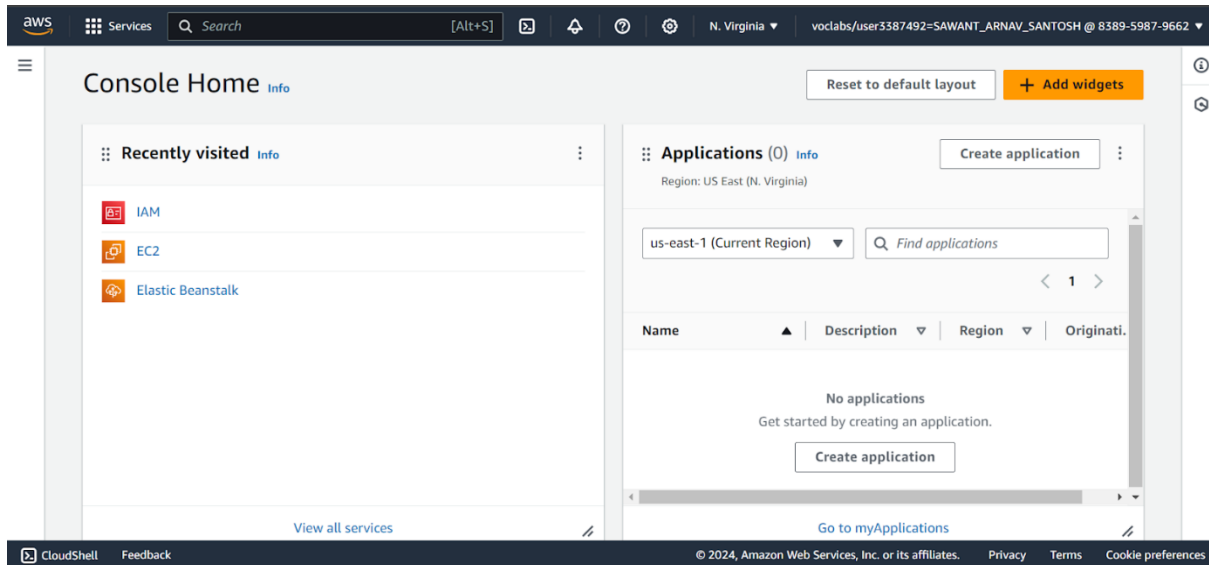 aws Services Search [Alt+S] N. Virginia ▼ voclabs/user3387492=SAWANT_ARNAV_SANTOSH @ 8389-5987-9662 ▼
Console Home Info
Reset to default layout
+ Add widgets
Recently visited Info
IAM
EC2
Elastic Beanstalk
View all services
Applications (0) Info
Create application
Region: US East (N. Virginia)
us-east-1 (Current Region)
Find applications
1
Name Description Region Originati.
No applications
Get started by creating an application.
Create application
Go to myApplications
CloudShell Feedback © 2024, Amazon Web Services, Inc. or its affiliates. Privacy Terms Cookie preferences